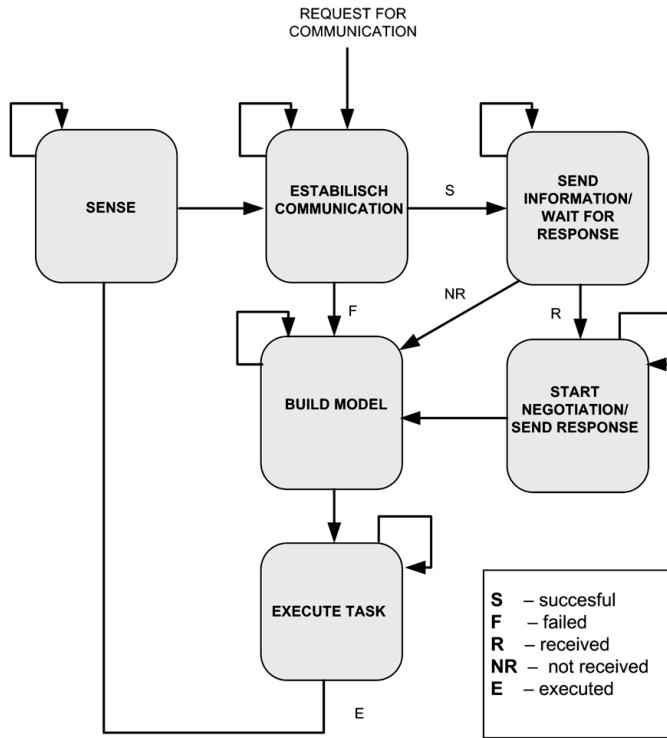 REQUEST FOR
COMMUNICATION
SENSE
ESTABILISCH
COMMUNICATION
S
SEND
INFORMATION/
WAIT FOR
RESPONSE
F
NR
R
BUILD MODEL
START
NEGOTIATION/
SEND RESPONSE
EXECUTE TASK
E
S – succesful
F – failed
R – received
NR – not received
E – executed